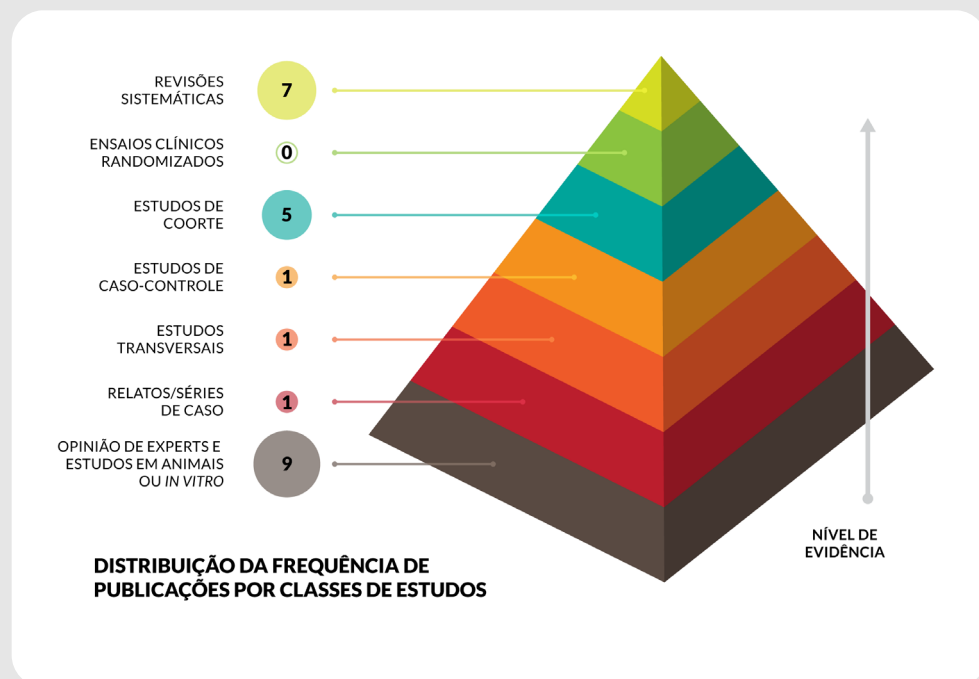 REVISÕES
SISTEMÁTICAS
7
ENSAIOS CLÍNICOS
RANDOMIZADOS
0
ESTUDOS DE
COORTE
5
ESTUDOS DE
CASO-CONTROLE
1
ESTUDOS
TRANSVERSAIS
1
RELATOS/SÉRIES
DE CASO
1
OPINIÃO DE EXPERTS E
ESTUDOS EM ANIMAIS
OU IN VITRO
9
NÍVEL DE
EVIDÊNCIA
DISTRIBUIÇÃO DA FREQUÊNCIA DE
PUBLICAÇÕES POR CLASSES DE ESTUDOS